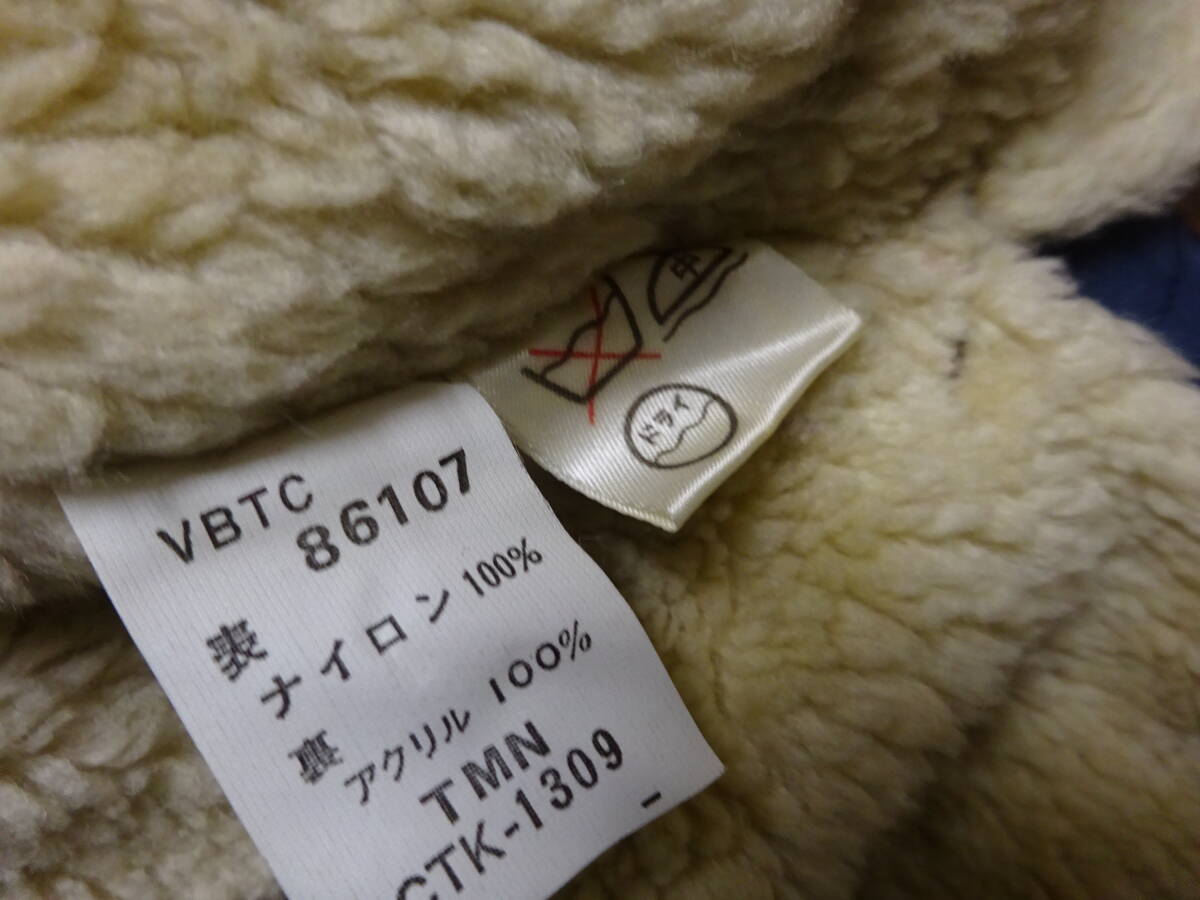 中
ドライ
VBTC
86107
表
ナイロン 100%
裏
アクリル 100%
TMN
CTK-1309